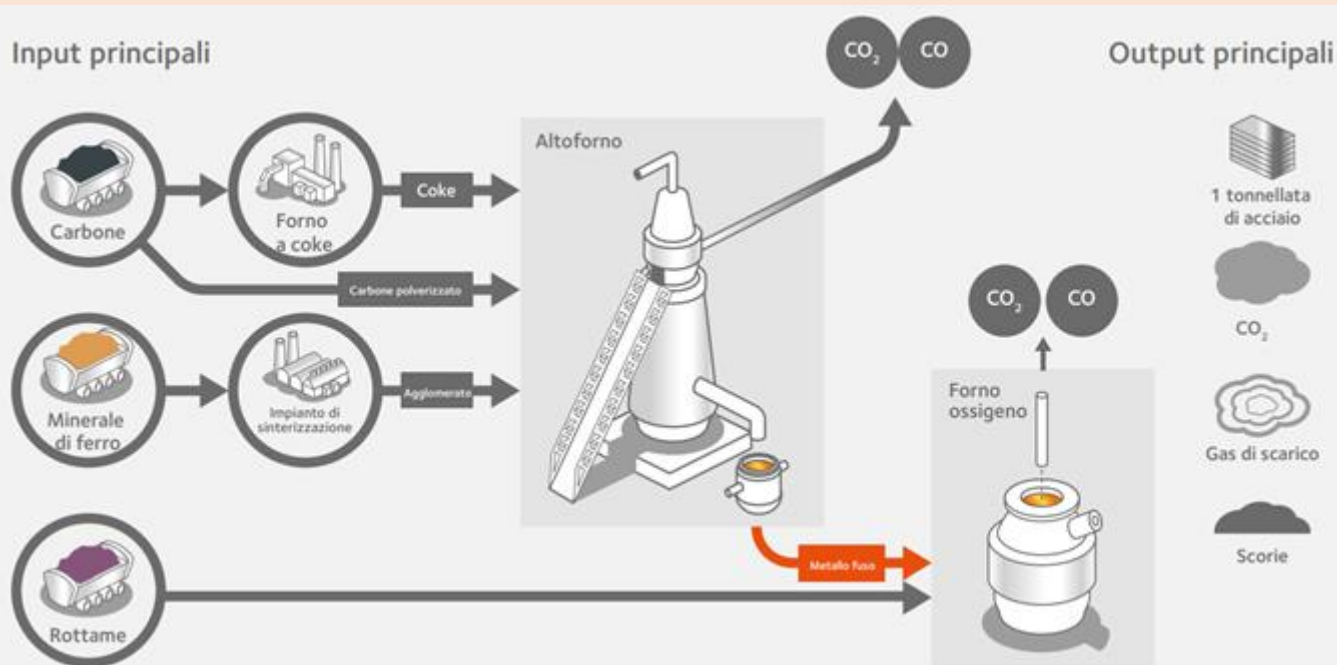 Input principali
Output principali
CO₂
CO
Altoforno
Carbone
Forno
a coke
Coke
Carbone polverizzato
Minerale
di ferro
Impianto di
sinterizzazione
Agglomerato
Rottame
Metallo fuso
CO₂
CO
Forno
ossigeno
1 tonnellata
di acciaio
CO₂
Gas di scarico
Scorie